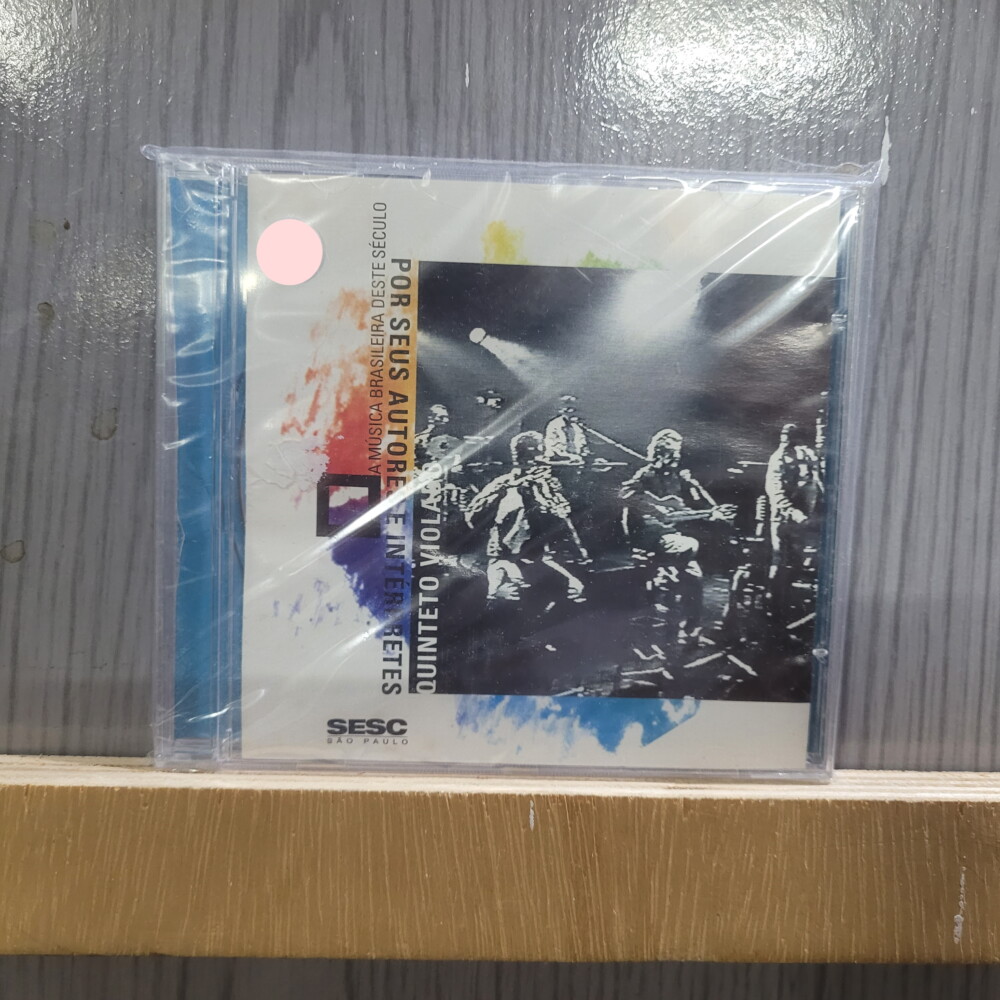 A MÚSICA BRASILEIRA DESTE SÉCULO
POR SEUS AUTORES E INTÉRPRETES
QUINTETO VIOLADO
SESC
SÃO PAULO